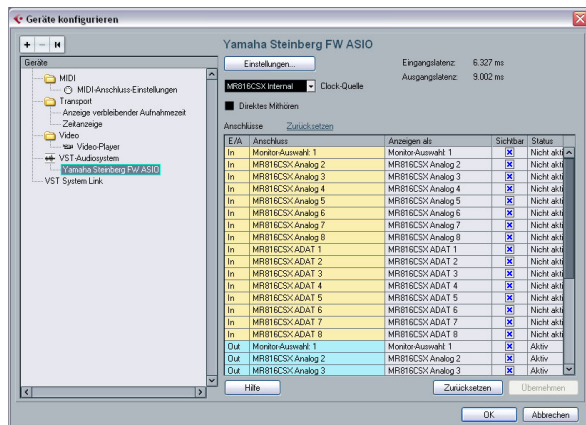 Geräte konfigurieren
Geräte
MIDI
MIDI-Anschluss-Einstellungen
Transport
Anzeige verbleibender Aufnahmezeit
Zeitanzeige
Video
Video-Player
VST-Audiosystem
Yamaha Steinberg FW ASIO
VST System Link
Yamaha Steinberg FW ASIO
Einstellungen... Eingangslatenz: 6.327 ms
Ausgangslatenz: 9.002 ms
MR816CSX Internal Clock-Quelle
Direktes Mithören
Anschlüsse Zurücksetzen
E/A Anschluss Anzeigen als Sichtbar Status
In Monitor-Auswahl: 1 Monitor-Auswahl: 1 Nicht akti
In MR816CSX Analog 2 MR816CSX Analog 2 Nicht akti
In MR816CSX Analog 3 MR816CSX Analog 3 Nicht akti
In MR816CSX Analog 4 MR816CSX Analog 4 Nicht akti
In MR816CSX Analog 5 MR816CSX Analog 5 Nicht akti
In MR816CSX Analog 6 MR816CSX Analog 6 Nicht akti
In MR816CSX Analog 7 MR816CSX Analog 7 Nicht akti
In MR816CSX Analog 8 MR816CSX Analog 8 Nicht akti
In MR816CSX ADAT 1 MR816CSX ADAT 1 Nicht akti
In MR816CSX ADAT 2 MR816CSX ADAT 2 Nicht akti
In MR816CSX ADAT 3 MR816CSX ADAT 3 Nicht akti
In MR816CSX ADAT 4 MR816CSX ADAT 4 Nicht akti
In MR816CSX ADAT 5 MR816CSX ADAT 5 Nicht akti
In MR816CSX ADAT 6 MR816CSX ADAT 6 Nicht akti
In MR816CSX ADAT 7 MR816CSX ADAT 7 Nicht akti
In MR816CSX ADAT 8 MR816CSX ADAT 8 Nicht akti
Out Monitor-Auswahl: 1 Monitor-Auswahl: 1 Aktiv
Out MR816CSX Analog 2 MR816CSX Analog 2 Aktiv
Out MR816CSX Analog 3 MR816CSX Analog 3 Aktiv
Hilfe Zurücksetzen Übernehmen
OK Abbrechen